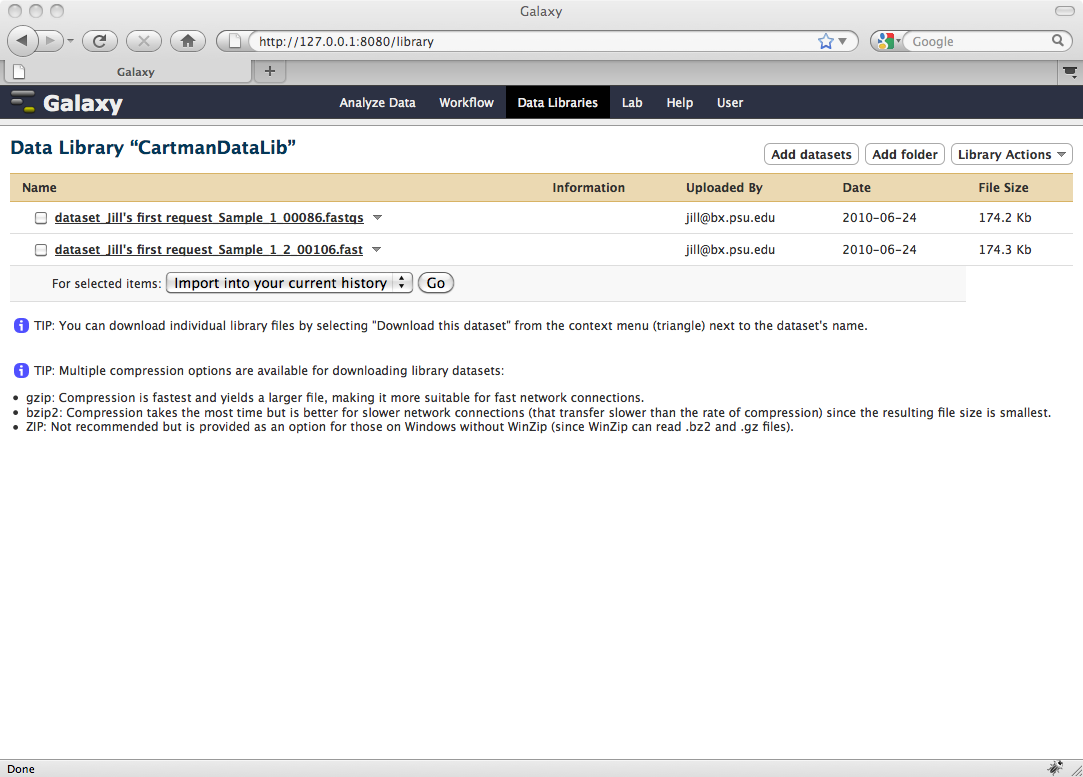 Galaxy
http://127.0.0.1:8080/library
Google
Galaxy
Galaxy
Analyze Data Workflow Data Libraries Lab Help User
Data Library “CartmanDataLib”
Add datasets Add folder Library Actions
Name Information Uploaded By Date File Size
dataset_Jill's first request_Sample_1_00086.fastqs jill@bx.psu.edu 2010-06-24 174.2 Kb
dataset_Jill's first request_Sample_1_2_00106.fast jill@bx.psu.edu 2010-06-24 174.3 Kb
For selected items: Import into your current history Go
TIP: You can download individual library files by selecting "Download this dataset" from the context menu (triangle) next to the dataset's name.
TIP: Multiple compression options are available for downloading library datasets:
• gzip: Compression is fastest and yields a larger file, making it more suitable for fast network connections.
• bzip2: Compression takes the most time but is better for slower network connections (that transfer slower than the rate of compression) since the resulting file size is smallest.
• ZIP: Not recommended but is provided as an option for those on Windows without WinZip (since WinZip can read .bz2 and .gz files).
Done